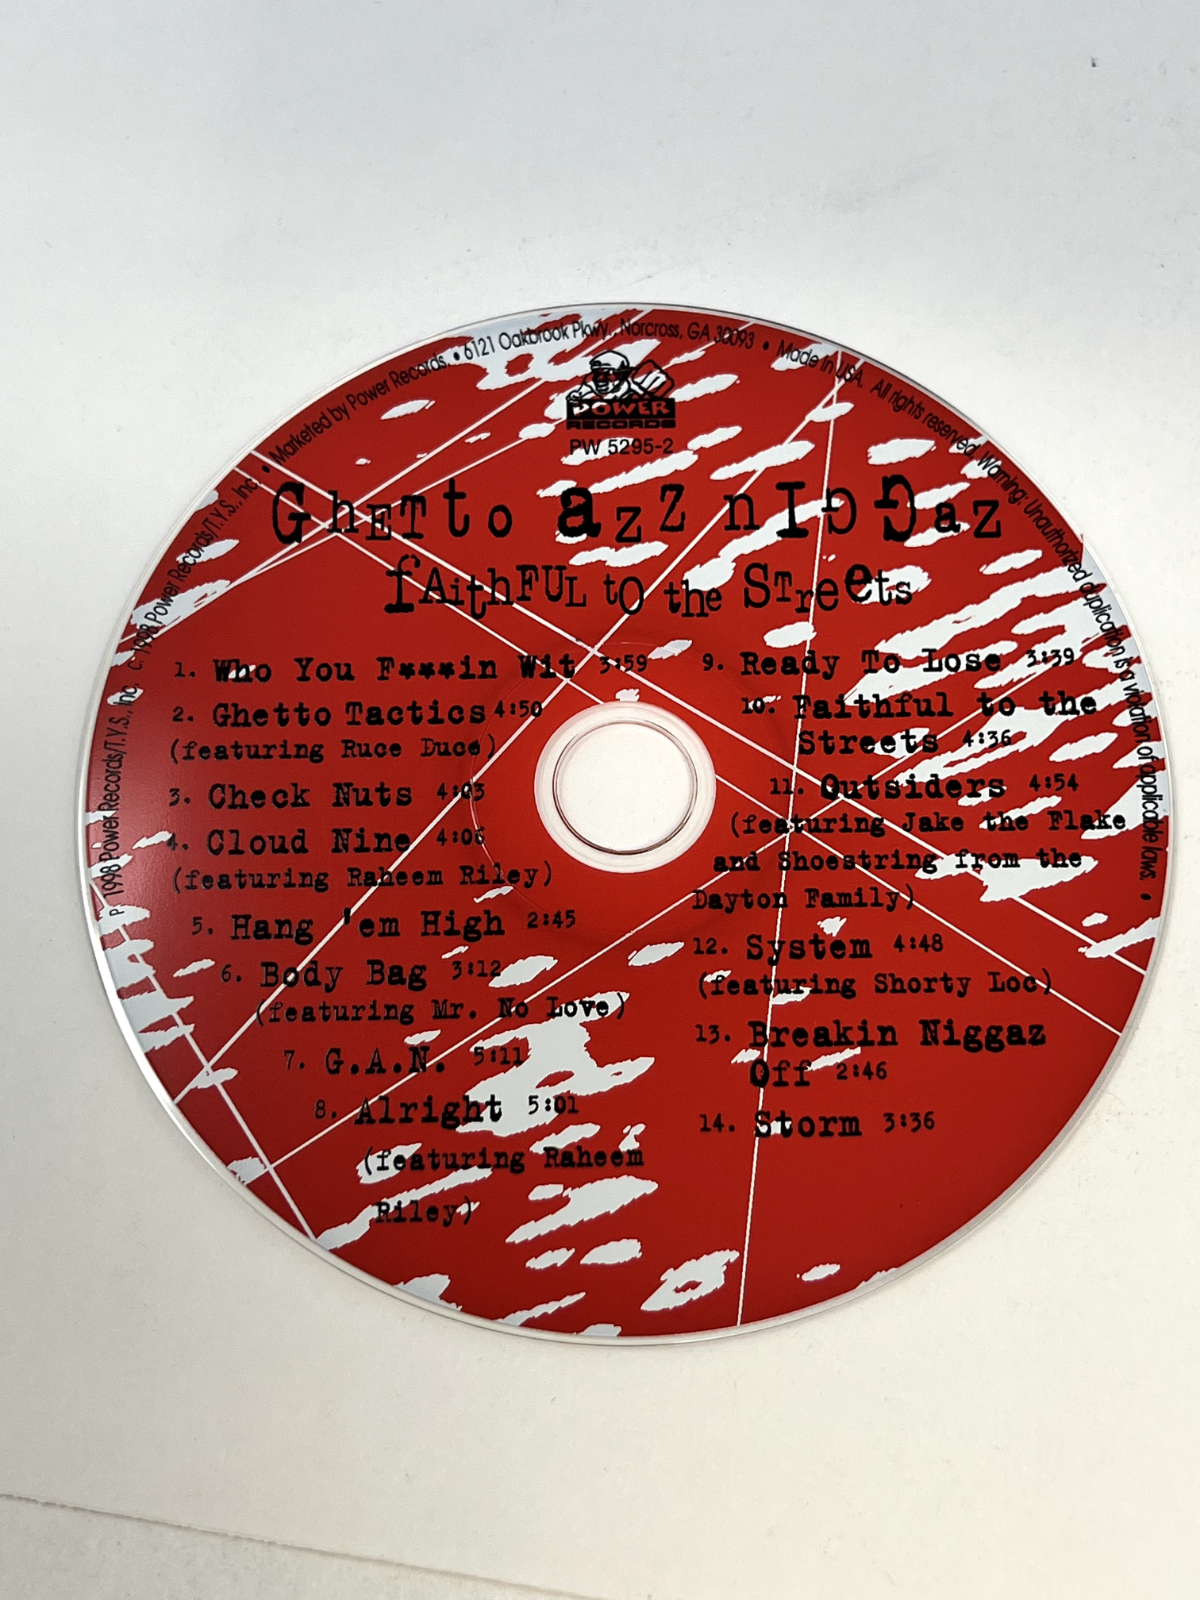 P. 1998 Power Records/T.Y.S., Inc. c. 1998 Power Records/T.Y.S., Inc. • Marketed by Power Records. • 6121 Oakbrook Pkwy., Norcross, GA 30093 • Made in USA. All rights reserved. Warning: Unauthorized duplication is a violation of applicable laws. •
POWER
RECORDS
PW 5295-2
GhETTo azZ nIGGaz
fAithFUL tO the STreets
1. Who You F***in Wit 3:59
2. Ghetto Tactics 4:50
(featuring Ruce Duce)
3. Check Nuts 4:03
4. Cloud Nine 4:06
(featuring Raheem Riley)
5. Hang 'em High 2:45
6. Body Bag 3:12
(featuring Mr. No Love)
7. G.A.N. 5:11
8. Alright 5:01
(featuring Raheem
Riley)
9. Ready To Lose 3:39
10. Faithful to the
Streets 4:36
11. Outsiders 4:54
(featuring Jake the Flake
and Shoestring from the
Dayton Family)
12. System 4:48
(featuring Shorty Loc)
13. Breakin Niggaz
Off 2:46
14. Storm 3:36